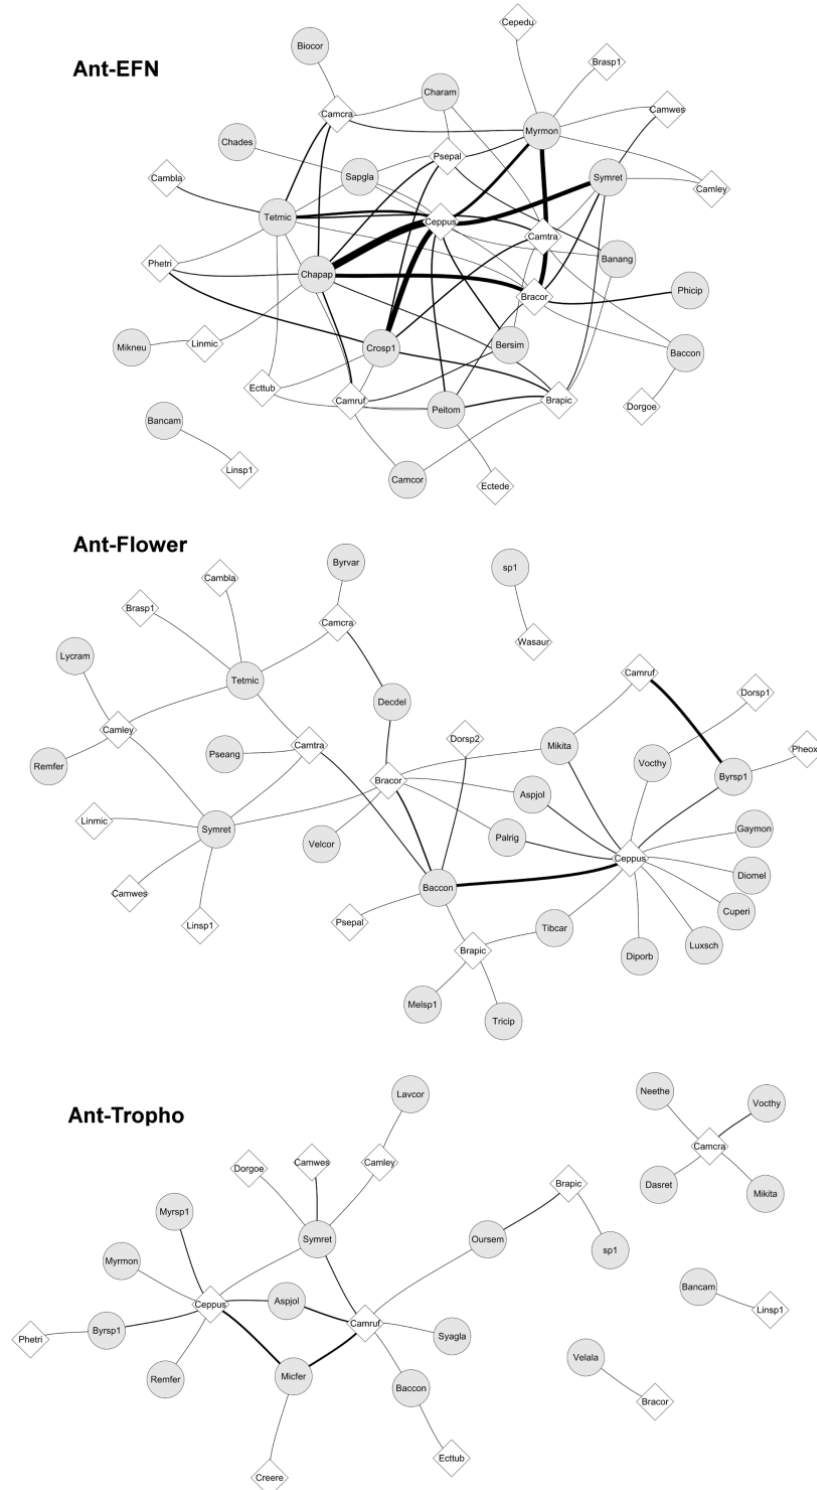 Ant-EFN
Cepedu
Biocor
Brasp1
Charam
Camcra
Camwes
Myrmon
Chades
Psepal
Cambla
Sapgla
Symret
Camley
Tetmic
Ceppus
Camtra
Phetri
Chapap
Banang
Bracor
Phicip
Mikneu
Linmic
Crosp1
Bersim
Baccon
Ecttub
Camruf
Peitom
Brapic
Dorgoe
Bancam
Linsp1
Camcor
Ectede
Ant-Flower
Byrvar
sp1
Cambla
Brasp1
Camcra
Wasaur
Lycram
Tetmic
Camruf
Dorsp1
Decdel
Camley
Pseang
Camtra
Dorsp2
Mikita
Pheox
Remfer
Vocthy
Byrsp1
Bracor
Aspjol
Linmic
Symret
Velcor
Palrig
Gaymon
Ceppus
Diomel
Camwes
Baccon
Cuperi
Linsp1
Psepal
Tibcar
Luxsch
Brapic
Diporb
Melsp1
Tricip
Ant-Tropho
Lavcor
Neethe
Vocthy
Camcra
Dorgoe
Camwes
Camley
Brapic
Dasret
Mikita
Myrsp1
Symret
Oursem
sp1
Myrmon
Bancam
Ceppus
Aspjol
Linsp1
Phetri
Byrsp1
Camruf
Syagla
Velala
Remfer
Micfer
Baccon
Bracor
Ecttub
Creere